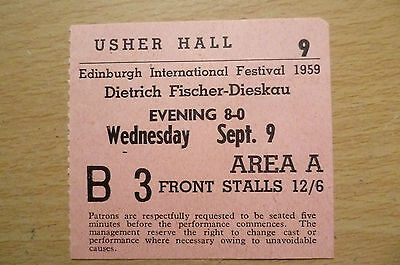 USHER HALL 9
Edinburgh International Festival 1959
Dietrich Fischer-Dieskau
EVENING 8-0
Wednesday Sept. 9
AREA A
B 3 FRONT STALLS 12/6
Patrons are respectfully requested to be seated five
minutes before the performance commences. The
management reserve the right to change cast or
performance where necessary owing to unavoidable
causes.